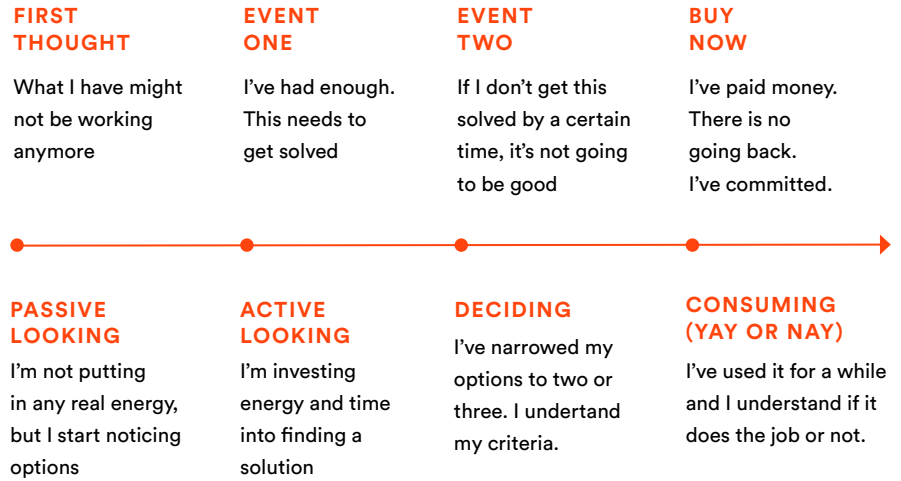 FIRST
THOUGHT
What I have might
not be working
anymore
EVENT
ONE
I've had enough.
This needs to
get solved
EVENT
TWO
If I don't get this
solved by a certain
time, it's not going
to be good
BUY
NOW
I've paid money.
There is no
going back.
I've committed.
PASSIVE
LOOKING
I'm not putting
in any real energy,
but I start noticing
options
ACTIVE
LOOKING
I'm investing
energy and time
into finding a
solution
DECIDING
I've narrowed my
options to two or
three. I undertand
my criteria.
CONSUMING
(YAY OR NAY)
I've used it for a while
and I understand if it
does the job or not.